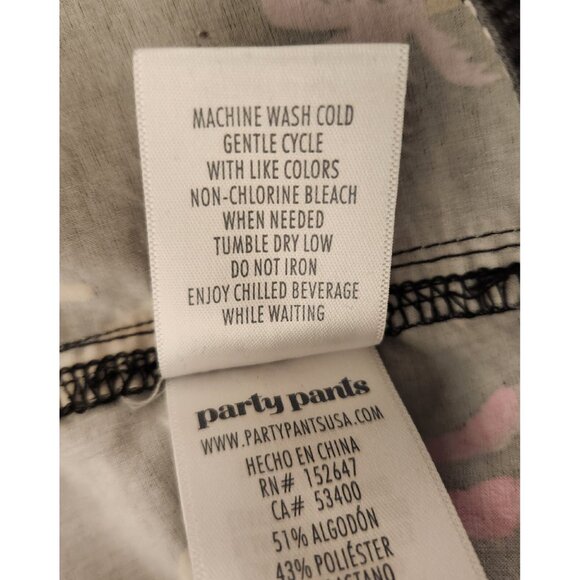 MACHINE WASH COLD
GENTLE CYCLE
WITH LIKE COLORS
NON-CHLORINE BLEACH
WHEN NEEDED
TUMBLE DRY LOW
DO NOT IRON
ENJOY CHILLED BEVERAGE
WHILE WAITING
party pants
WWW.PARTYPANTSUSA.COM
HECHO EN CHINA
RN# 152647
CA# 53400
51% ALGODÓN
43% POLIÉSTER